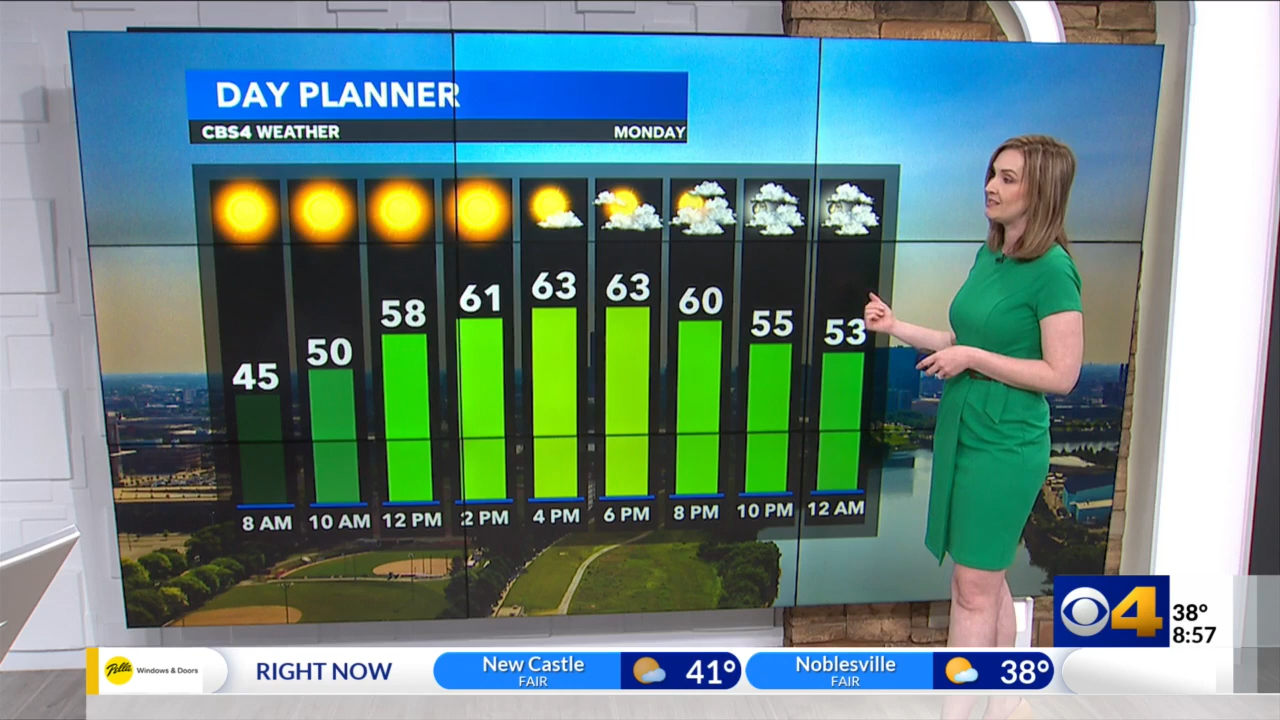 DAY PLANNER
CBS4 WEATHER MONDAY
45 50 58 61 63 63 60 55 53
8 AM 10 AM 12 PM 2 PM 4 PM 6 PM 8 PM 10 PM 12 AM
4
38°
8:57
Pella Windows & Doors
RIGHT NOW
New Castle
FAIR
41°
Noblesville
FAIR
38°